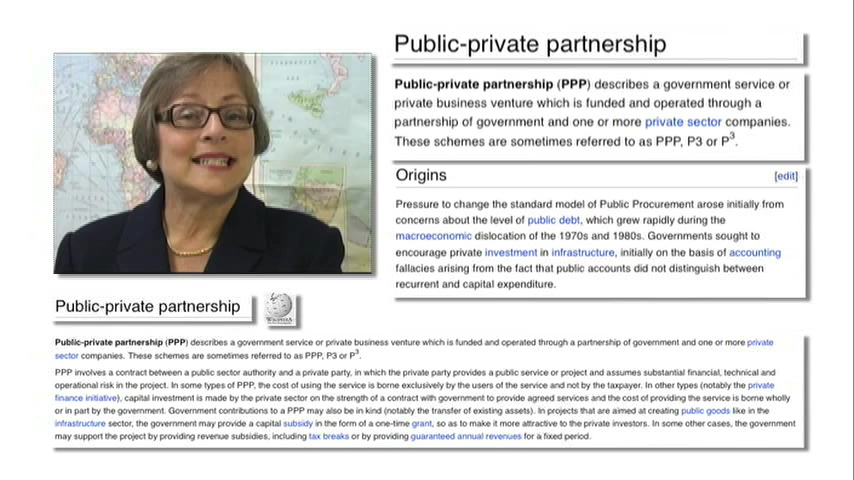 Public-private partnership
Public-private partnership (PPP) describes a government service or
private business venture which is funded and operated through a
partnership of government and one or more private sector companies.
These schemes are sometimes referred to as PPP, P3 or P³.
Origins [edit]
Pressure to change the standard model of Public Procurement arose initially from
concerns about the level of public debt, which grew rapidly during the
macroeconomic dislocation of the 1970s and 1980s. Governments sought to
encourage private investment in infrastructure, initially on the basis of accounting
fallacies arising from the fact that public accounts did not distinguish between
recurrent and capital expenditure.
Public-private partnership
WIKIPEDIA
Public-private partnership (PPP) describes a government service or private business venture which is funded and operated through a partnership of government and one or more private
sector companies. These schemes are sometimes referred to as PPP, P3 or P³.
PPP involves a contract between a public sector authority and a private party, in which the private party provides a public service or project and assumes substantial financial, technical and
operational risk in the project. In some types of PPP, the cost of using the service is borne exclusively by the users of the service and not by the taxpayer. In other types (notably the private
finance initiative), capital investment is made by the private sector on the strength of a contract with government to provide agreed services and the cost of providing the service is borne wholly
or in part by the government. Government contributions to a PPP may also be in kind (notably the transfer of existing assets). In projects that are aimed at creating public goods like in the
infrastructure sector, the government may provide a capital subsidy in the form of a one-time grant, so as to make it more attractive to the private investors. In some other cases, the government
may support the project by providing revenue subsidies, including tax breaks or by providing guaranteed annual revenues for a fixed period.